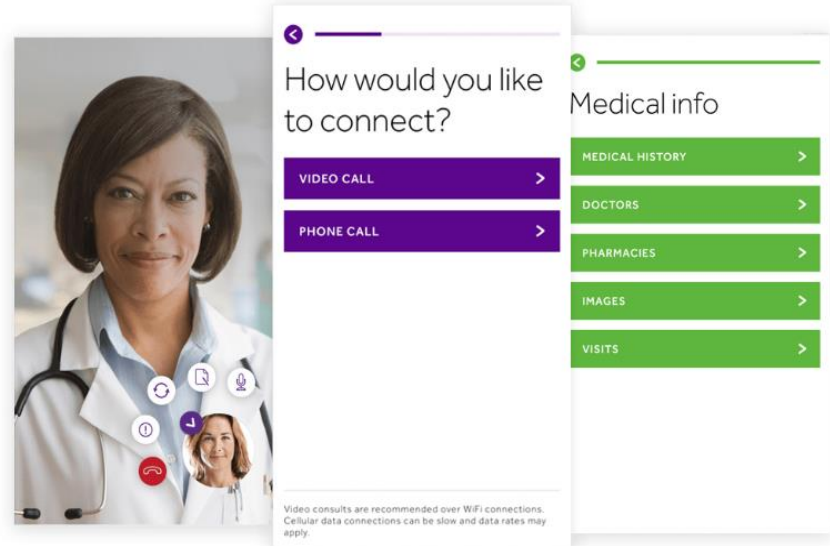 How would you like
to connect?
VIDEO CALL
PHONE CALL
Video consults are recommended over WiFi connections.
Cellular data connections can be slow and data rates may
apply.
Medical info
MEDICAL HISTORY
DOCTORS
PHARMACIES
IMAGES
VISITS